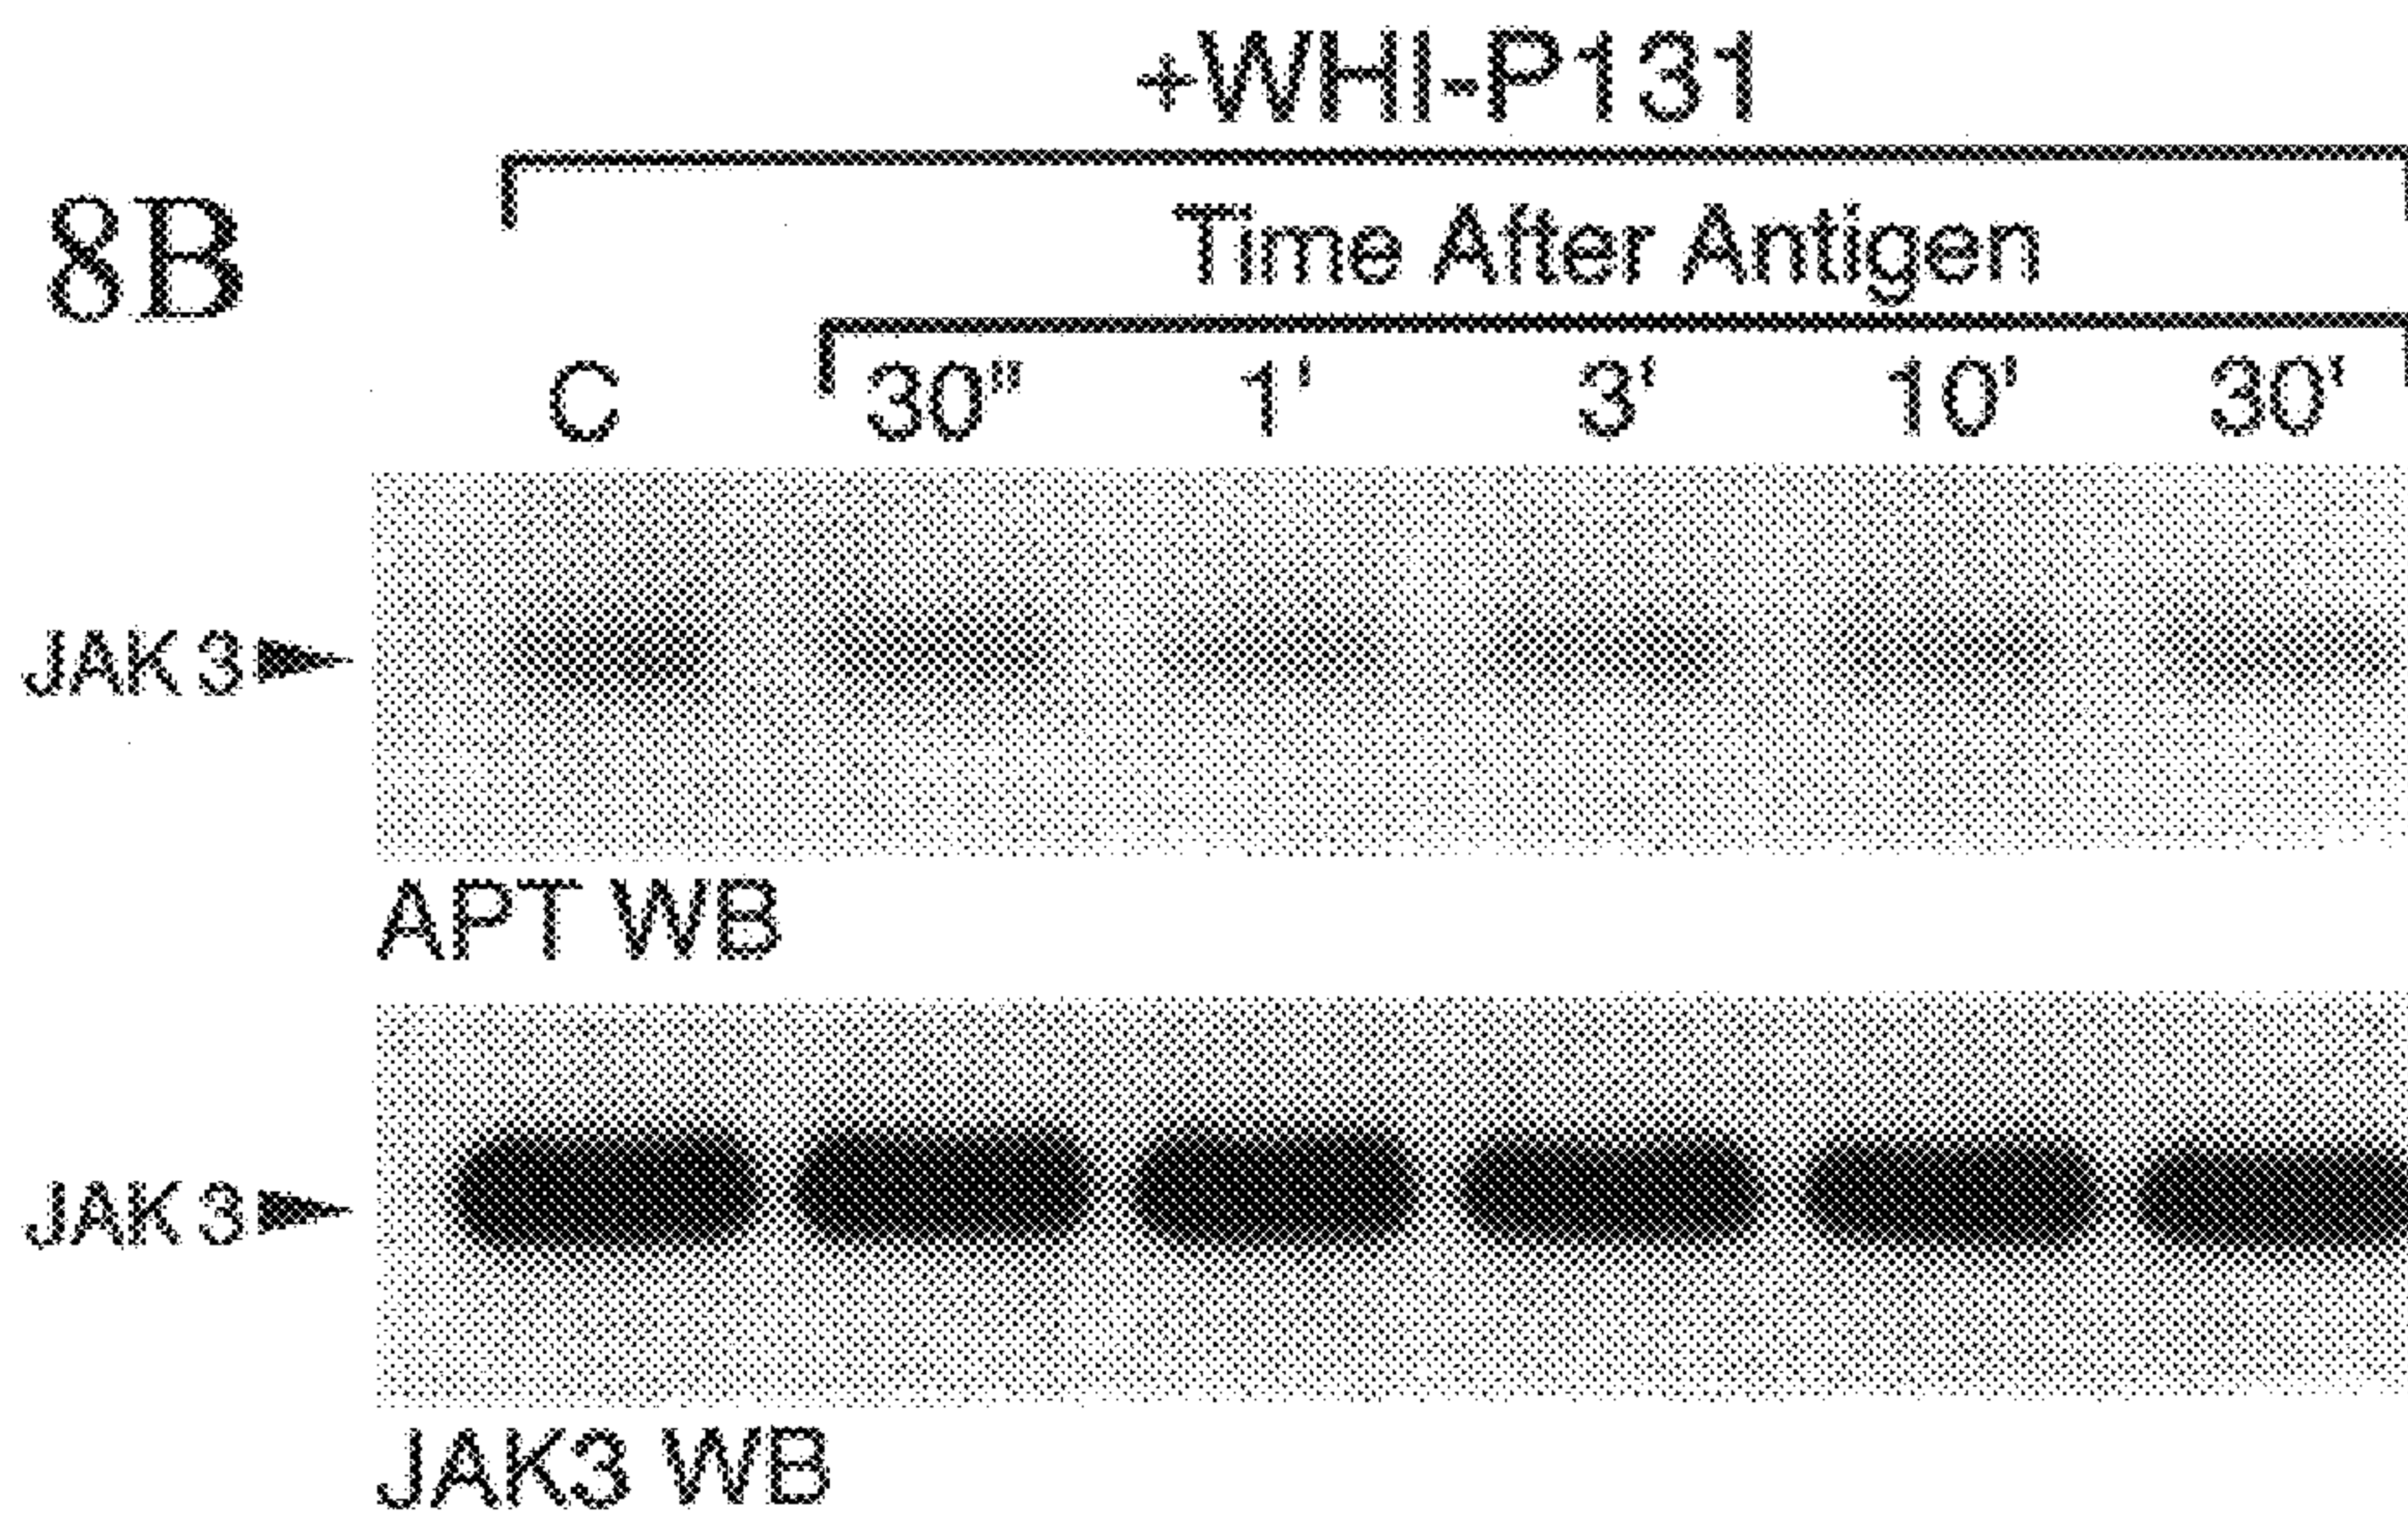 +WHI-P131
8B
Time After Antigen
C 30" 1' 3' 10' 30'
JAK 3
APT WB
JAK 3
JAK3 WB